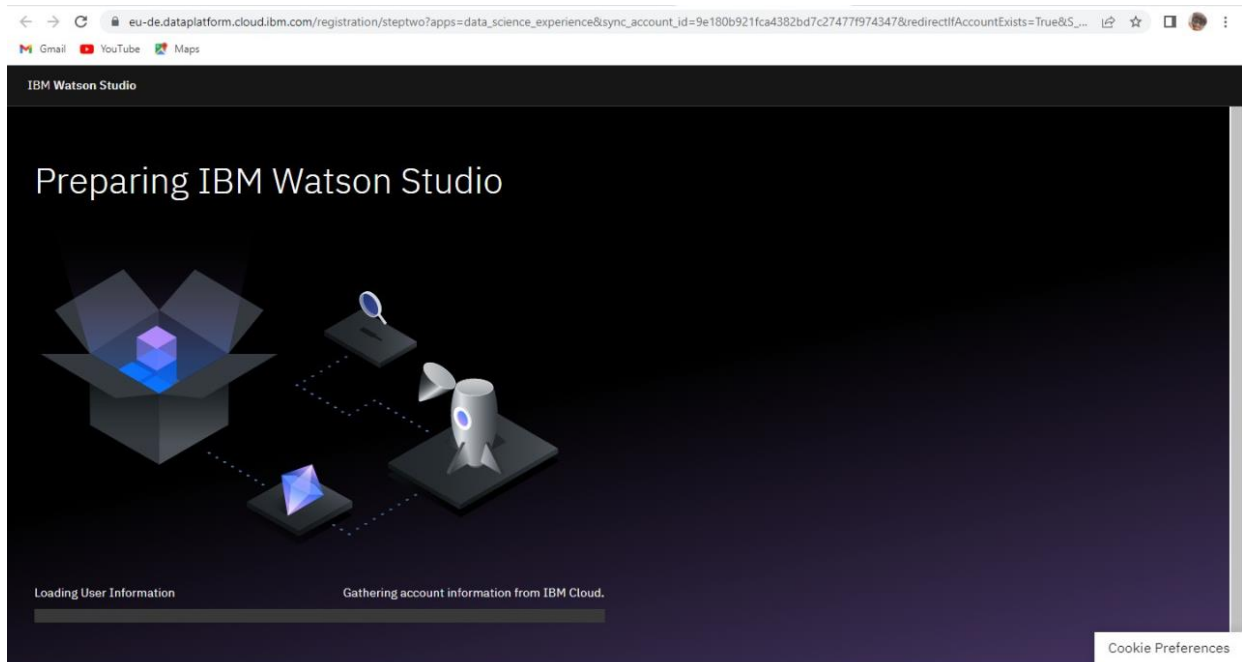 eu-de.dataplatform.cloud.ibm.com/registration/steptwo?apps=data_science_experience&sync_account_id=9e180b921fca4382bd7c27477f974347&redirectIfAccountExists=True&S_...
Gmail YouTube Maps
IBM Watson Studio
Preparing IBM Watson Studio
Loading User Information Gathering account information from IBM Cloud.
Cookie Preferences